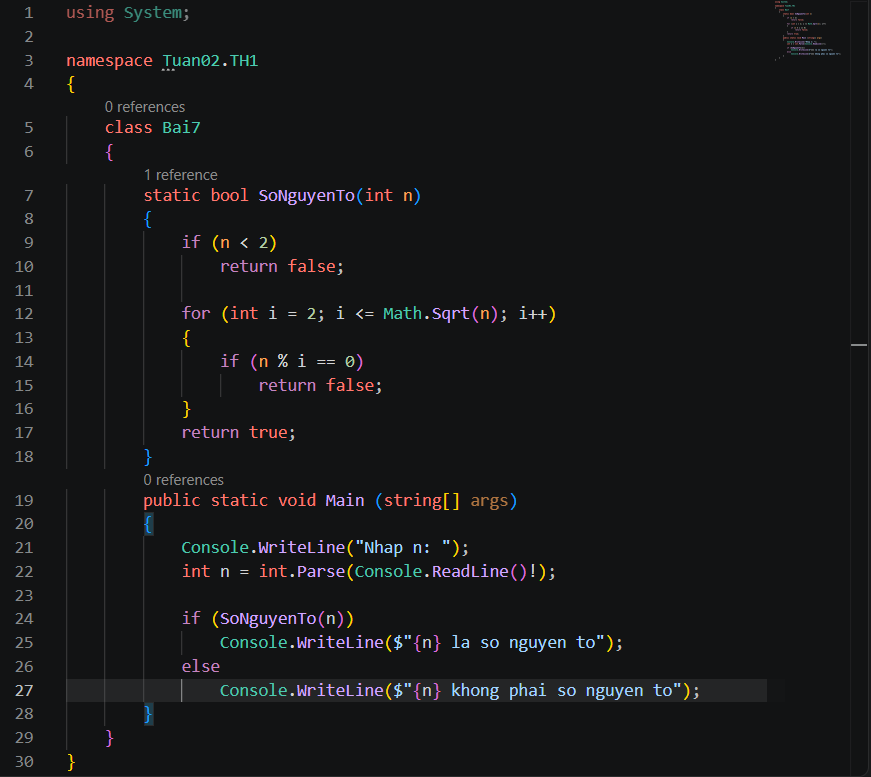 1 using System;
2
3 namespace Tuan02.TH1
4 {
0 references
5 class Bai7
6 {
1 reference
7 static bool SoNguyenTo(int n)
8 {
9 if (n < 2)
10 return false;
11
12 for (int i = 2; i <= Math.Sqrt(n); i++)
13 {
14 if (n % i == 0)
15 return false;
16 }
17 return true;
18 }
0 references
19 public static void Main (string[] args)
20 {
21 Console.WriteLine("Nhap n: ");
22 int n = int.Parse(Console.ReadLine()!);
23
24 if (SoNguyenTo(n))
25 Console.WriteLine($"{n} la so nguyen to");
26 else
27 Console.WriteLine($"{n} khong phai so nguyen to");
28 }
29 }
30 }